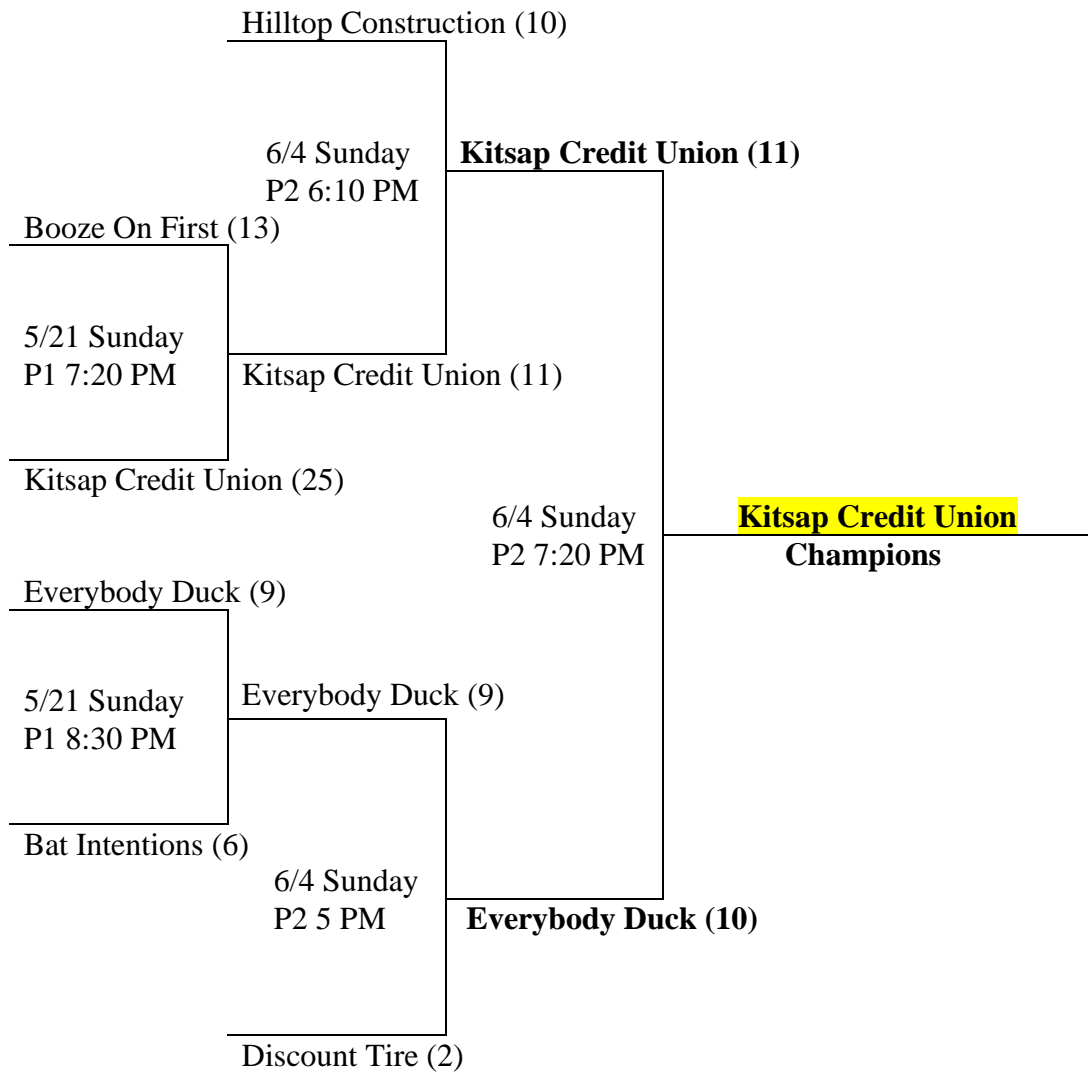 Hilltop Construction (10)
6/4 Sunday
P2 6:10 PM
Kitsap Credit Union (11)
Booze On First (13)
5/21 Sunday
P1 7:20 PM
Kitsap Credit Union (11)
Kitsap Credit Union (25)
6/4 Sunday
P2 7:20 PM
Kitsap Credit Union
Champions
Everybody Duck (9)
5/21 Sunday
P1 8:30 PM
Everybody Duck (9)
Bat Intentions (6)
6/4 Sunday
P2 5 PM
Everybody Duck (10)
Discount Tire (2)